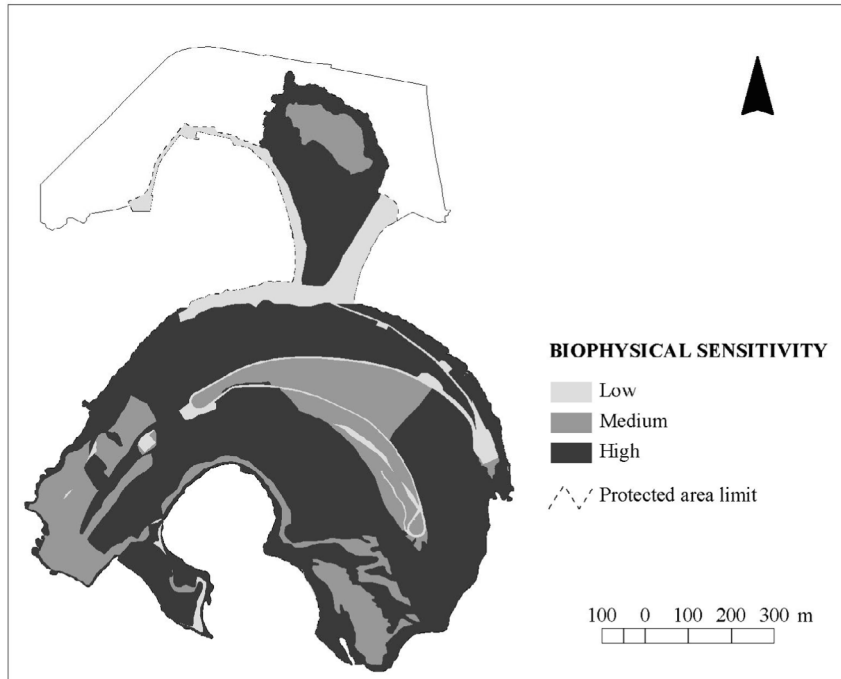 BIOPHYSICAL SENSITIVITY
Low
Medium
High
Protected area limit
100 0 100 200 300 m